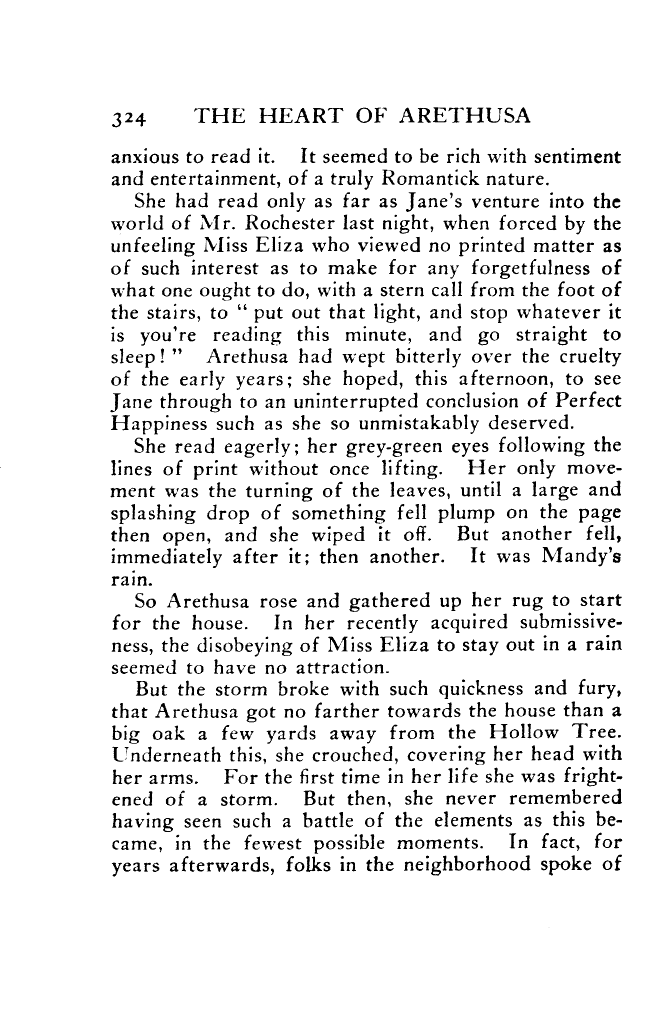 324 THE HEART OF ARETHUSA
anxious to read it. It seemed to be rich with sentiment
and entertainment, of a truly Romantick nature.
She had read only as far as Jane's venture into the
world of Mr. Rochester last night, when forced by the
unfeeling Miss Eliza who viewed no printed matter as
of such interest as to make for any forgetfulness of
what one ought to do, with a stern call from the foot of
the stairs, to " put out that light, and stop whatever it
is you're reading this minute, and go straight to
sleep! " Arethusa had wept bitterly over the cruelty
of the early years; she hoped, this afternoon, to see
Jane through to an uninterrupted conclusion of Perfect
Happiness such as she so unmistakably deserved.
She read eagerly; her grey-green eyes following the
lines of print without once lifting. Her only move-
ment was the turning of the leaves, until a large and
splashing drop of something fell plump on the page
then open, and she wiped it off. But another fell,
immediately after it; then another. It was Mandy's
rain.
So Arethusa rose and gathered up her rug to start
for the house. In her recently acquired submissive-
ness, the disobeying of Miss Eliza to stay out in a rain
seemed to have no attraction.
But the storm broke with such quickness and fury,
that Arethusa got no farther towards the house than a
big oak a few yards away from the Hollow Tree.
Underneath this, she crouched, covering her head with
her arms. For the first time in her life she was fright-
ened of a storm. But then, she never remembered
having seen such a battle of the elements as this be-
came, in the fewest possible moments. In fact, for
years afterwards, folks in the neighborhood spoke of